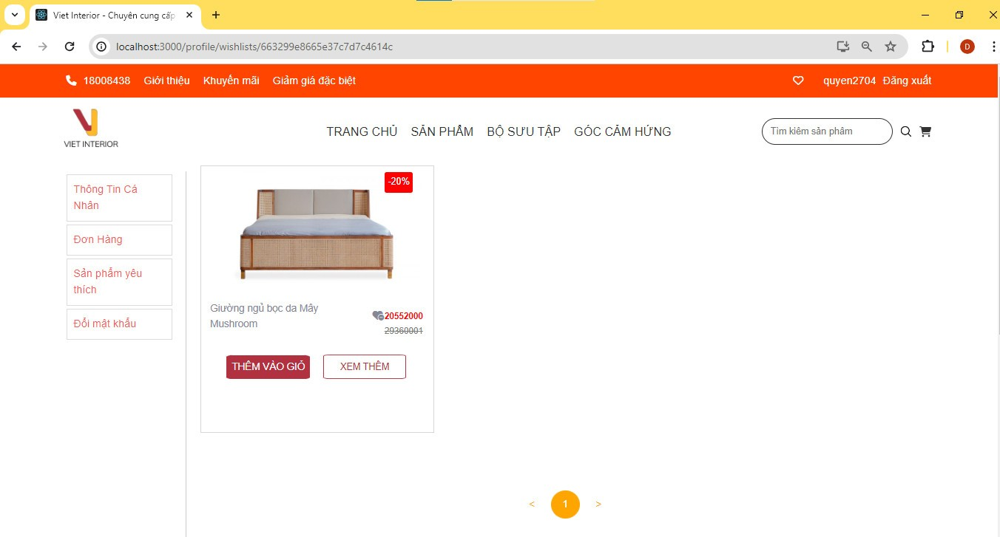 Viet Interior - Chuyên cung cấp
localhost:3000/profile/wishlists/663299e8665e37c7d7c4614c
D
18008438 Giới thiệu Khuyến mãi Giảm giá đặc biệt quyen2704 Đăng xuất
VIET INTERIOR
TRANG CHỦ SẢN PHẨM BỘ SƯU TẬP GÓC CẢM HỨNG
Tìm kiếm sản phẩm
Thông Tin Cá
Nhân
Đơn Hàng
Sản phẩm yêu
thích
Đổi mật khẩu
-20%
Giường ngủ bọc da Mây
Mushroom
20552000
29360001
THÊM VÀO GIỎ XEM THÊM
< 1 >